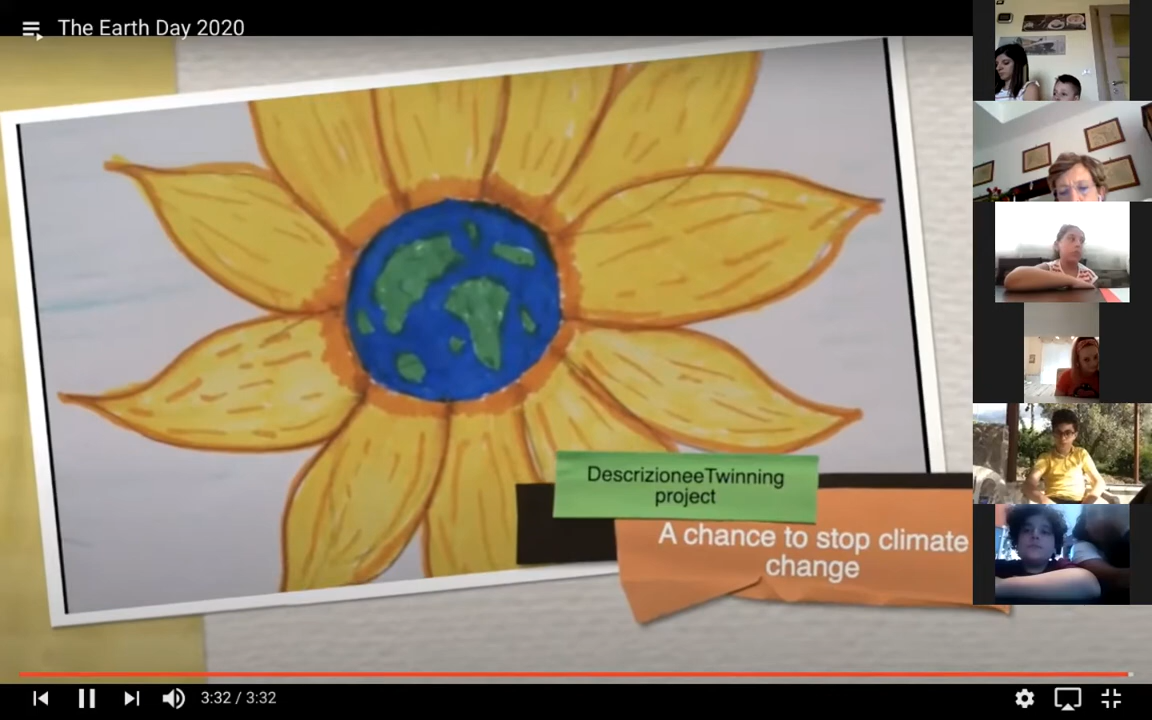 The Earth Day 2020
DescrizioneeTwinning
project
A chance to stop climate
change
3:32 / 3:32